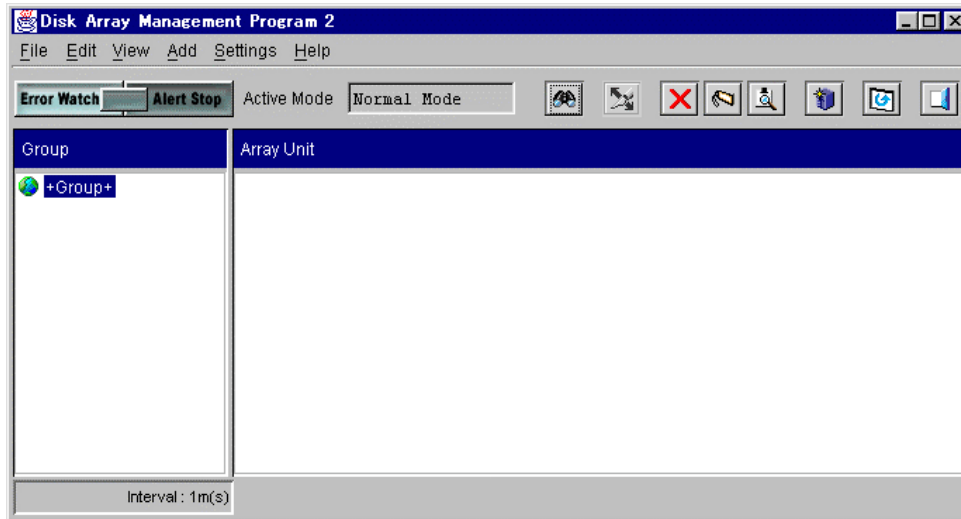 Disk Array Management Program 2
File Edit View Add Settings Help
Error Watch Alert Stop Active Mode Normal Mode
Group Array Unit
+Group+
Interval : 1m(s)